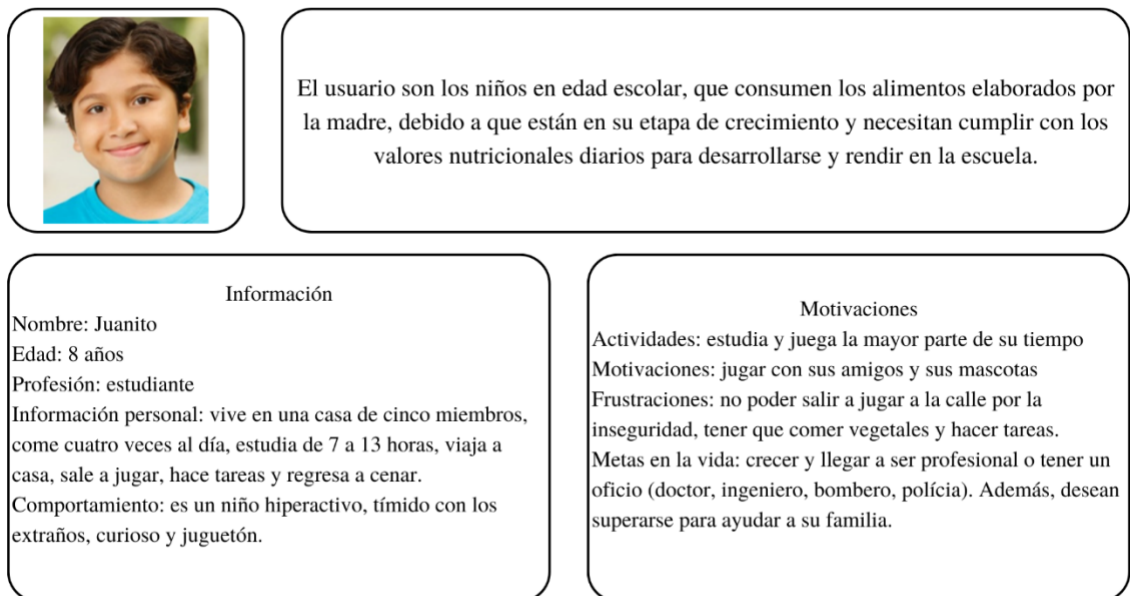 El usuario son los niños en edad escolar, que consumen los alimentos elaborados por
la madre, debido a que están en su etapa de crecimiento y necesitan cumplir con los
valores nutricionales diarios para desarrollarse y rendir en la escuela.
Información
Nombre: Juanito
Edad: 8 años
Profesión: estudiante
Información personal: vive en una casa de cinco miembros,
come cuatro veces al día, estudia de 7 a 13 horas, viaja a
casa, sale a jugar, hace tareas y regresa a cenar.
Comportamiento: es un niño hiperactivo, tímido con los
extraños, curioso y juguetón.
Motivaciones
Actividades: estudia y juega la mayor parte de su tiempo
Motivaciones: jugar con sus amigos y sus mascotas
Frustraciones: no poder salir a jugar a la calle por la
inseguridad, tener que comer vegetales y hacer tareas.
Metas en la vida: crecer y llegar a ser profesional o tener un
oficio (doctor, ingeniero, bombero, polícia). Además, desean
superarse para ayudar a su familia.